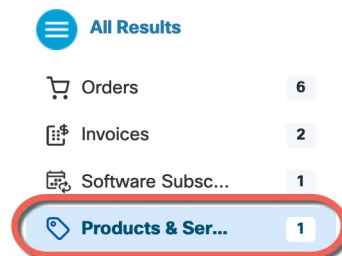 All Results
Orders 6
Invoices 2
Software Subsc... 1
Products & Ser... 1